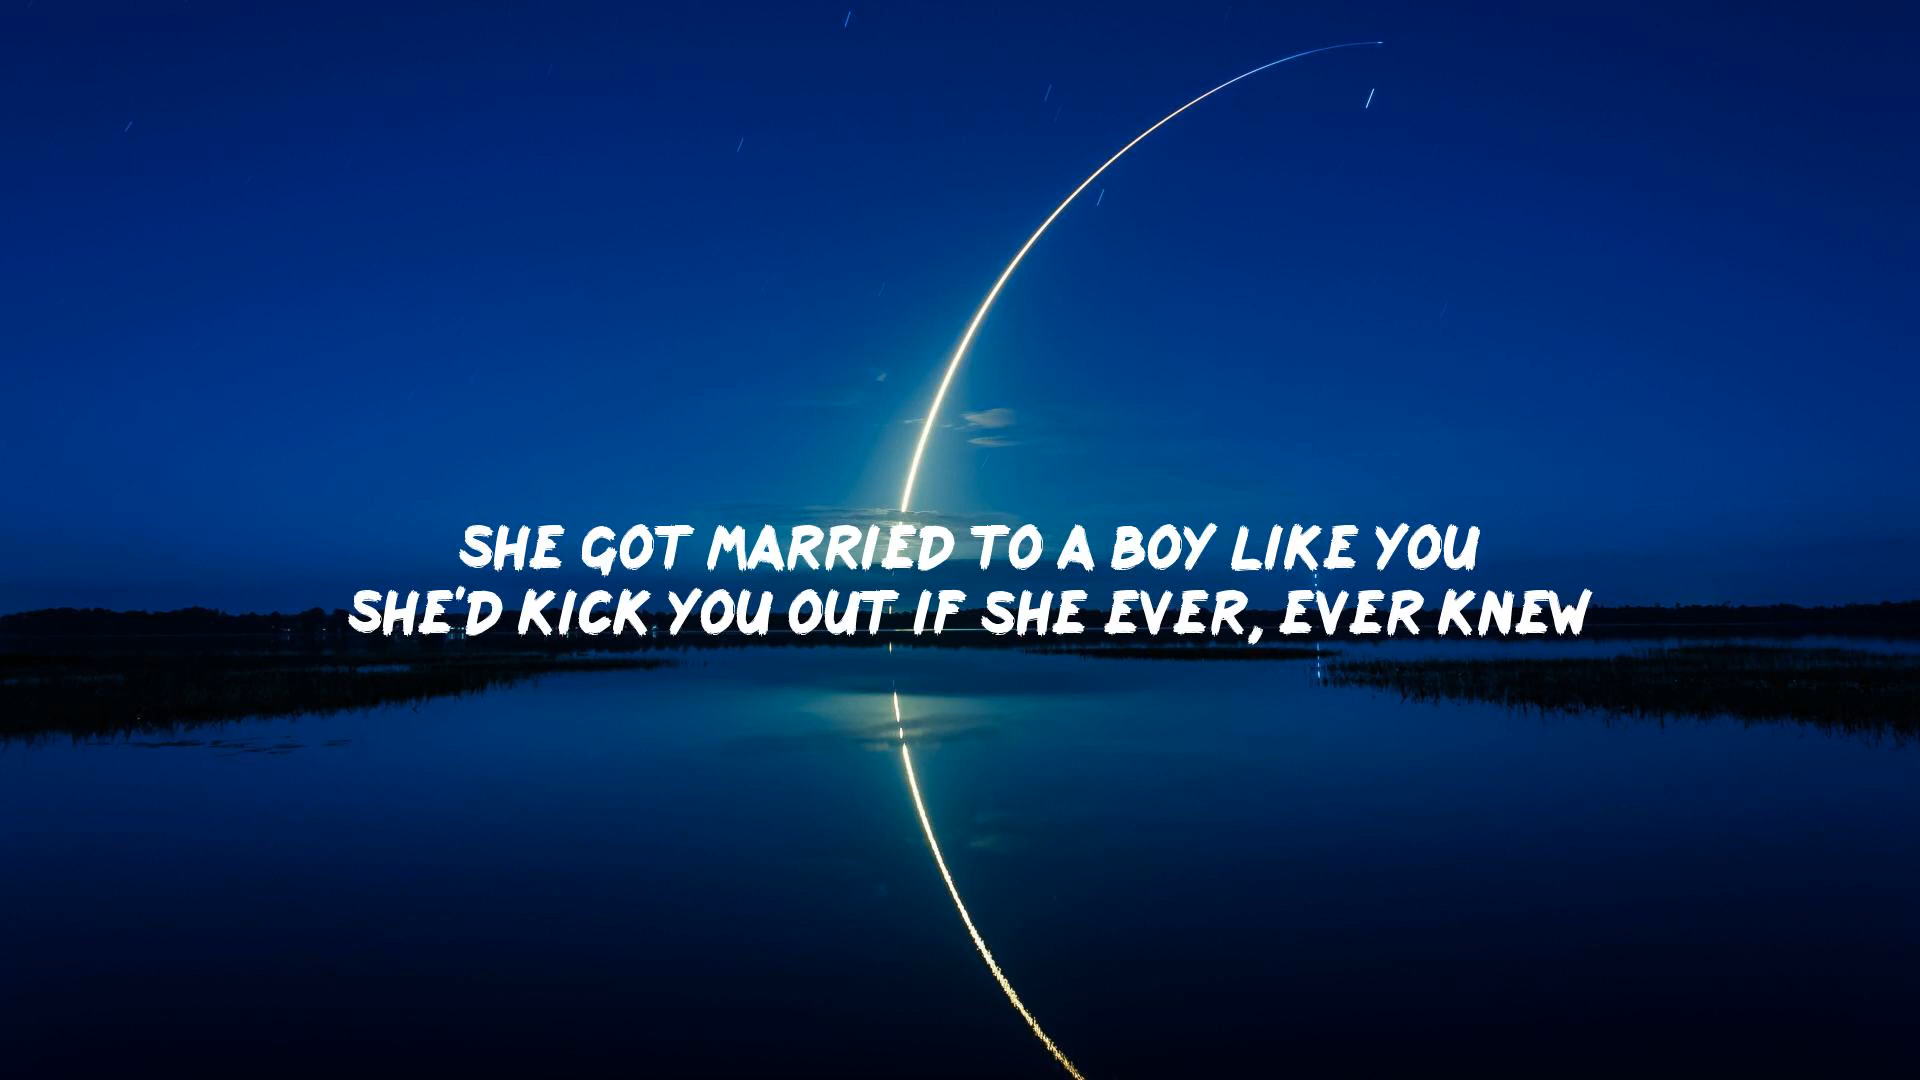 SHE GOT MARRIED TO A BOY LIKE YOU
SHE'D KICK YOU OUT IF SHE EVER, EVER KNEW